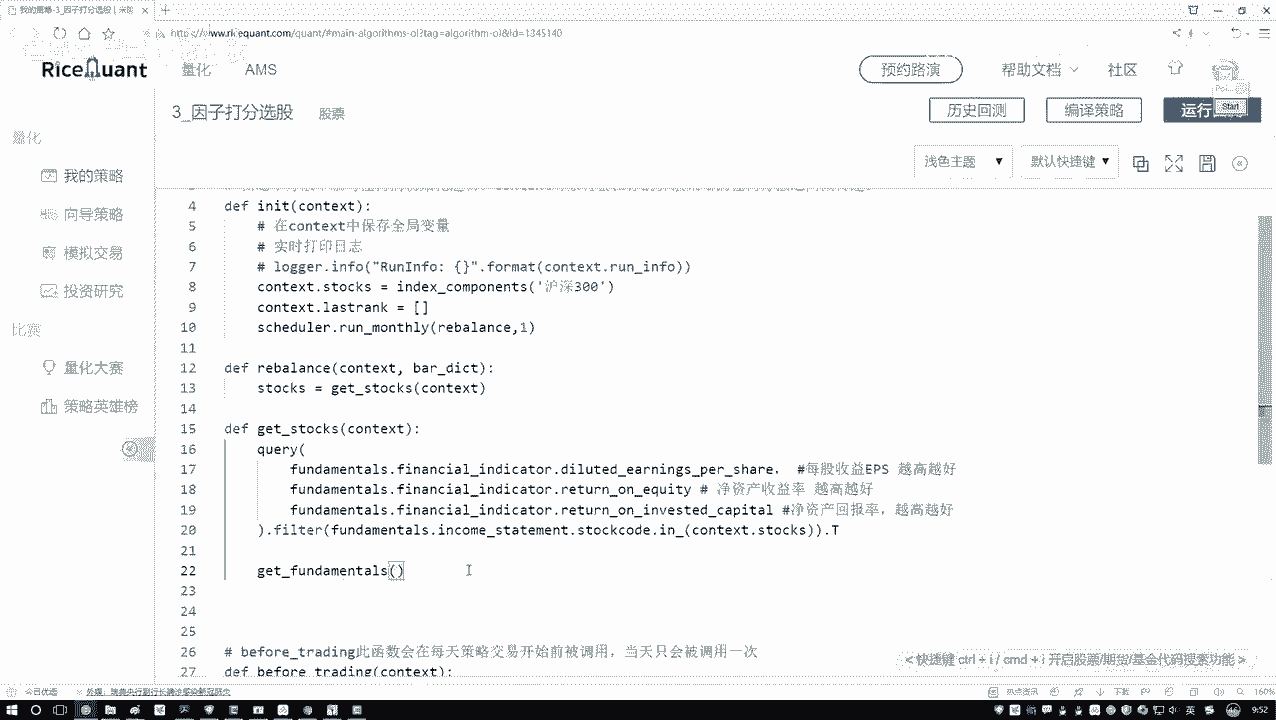 我的策略-3_因子打分选股 | 米筐
www.ricequant.com/quant/#main-algorithms-ol?tag=algorithm-ol&id=1345140
RiceQuant 量化 AMS 预约路演 帮助文档 社区
3_因子打分选股 股票 历史回测 编译策略 运行
Start
浅色主题 默认快捷键
量化
我的策略
向导策略
模拟交易
投资研究
比赛
量化大赛
策略英雄榜
4 def init(context):
5 # 在context中保存全局变量
6 # 实时打印日志
7 # logger.info("RunInfo: {}".format(context.run_info))
8 context.stocks = index_components('沪深300')
9 context.lastrank = []
10 scheduler.run_monthly(rebalance,1)
11
12 def rebalance(context, bar_dict):
13 stocks = get_stocks(context)
14
15 def get_stocks(context):
16 query(
17 fundamentals.financial_indicator.diluted_earnings_per_share, #每股收益EPS 越高越好
18 fundamentals.financial_indicator.return_on_equity # 净资产收益率 越高越好
19 fundamentals.financial_indicator.return_on_invested_capital #净资产回报率，越高越好
20 ).filter(fundamentals.income_statement.stockcode.in_(context.stocks)).T
21
22 get_fundamentals()
23
24
25
26 # before_trading此函数会在每天策略交易开始前被调用，当天只会被调用一次
27 def before_trading(context):
<快捷键 ctrl + i / cmd + i 开启股票/期货/基金代码搜索功能 >
今日优选
热点资讯 下载 160%
9:52